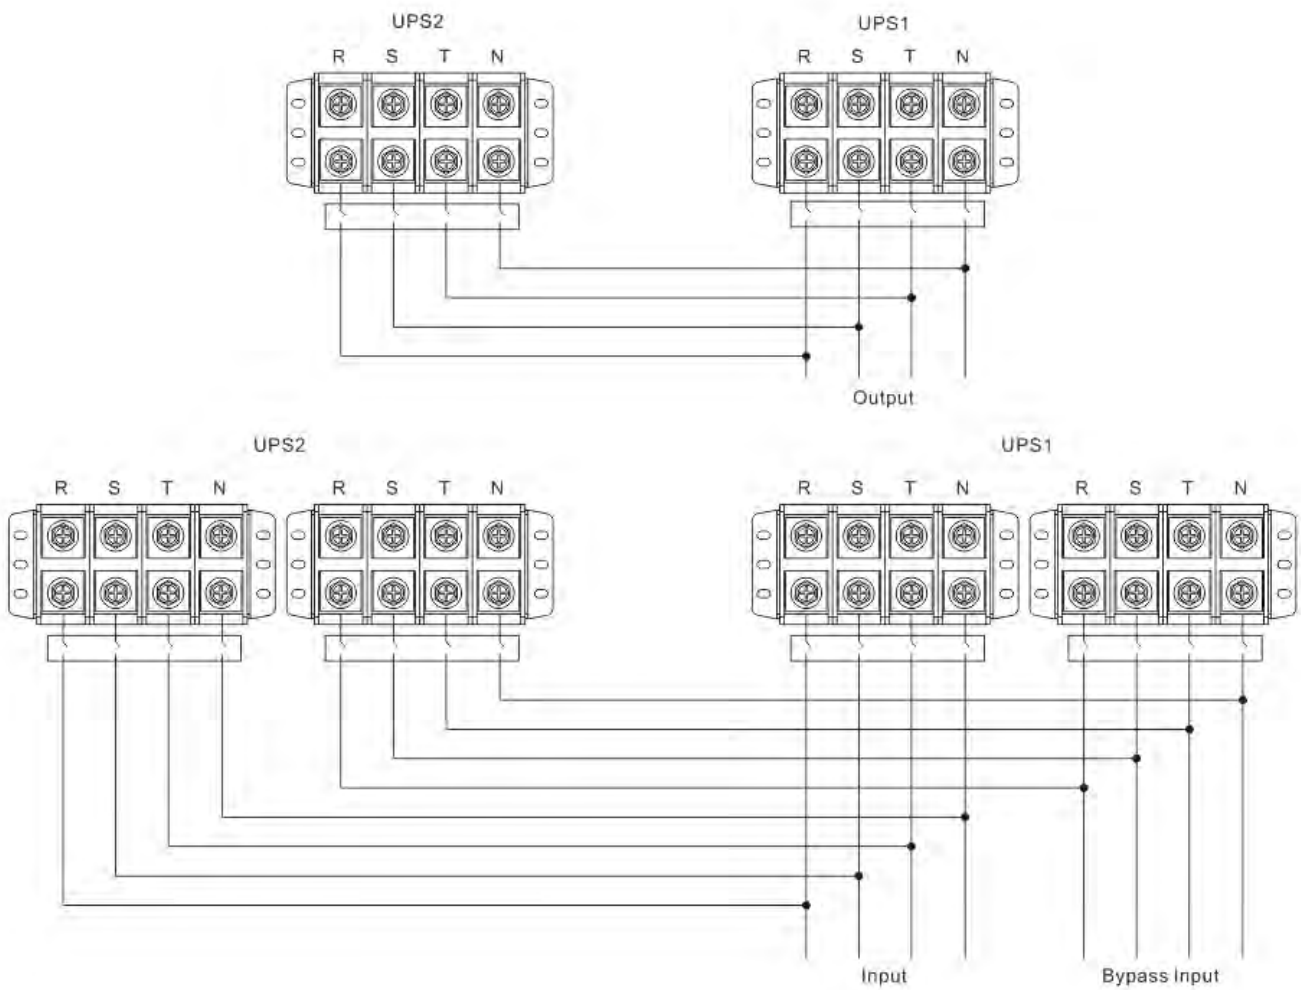 UPS2 UPS1
R S T N R S T N
Output
UPS2 UPS1
R S T N R S T N R S T N R S T N
Input Bypass Input